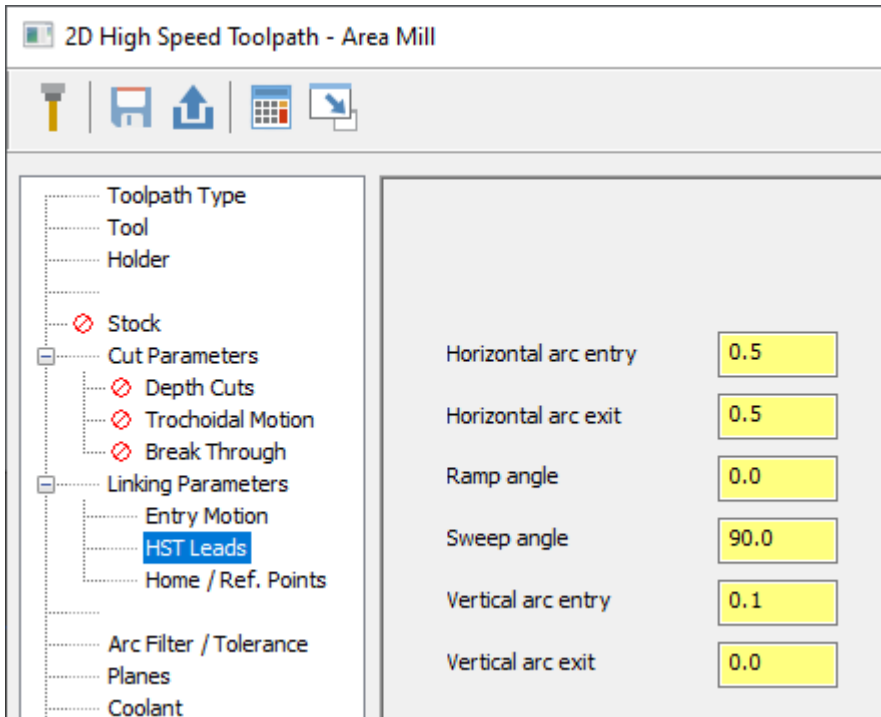 2D High Speed Toolpath - Area Mill
Toolpath Type
Tool
Holder
Stock
Cut Parameters
Depth Cuts
Trochoidal Motion
Break Through
Linking Parameters
Entry Motion
HST Leads
Home / Ref. Points
Arc Filter / Tolerance
Planes
Coolant
Horizontal arc entry 0.5
Horizontal arc exit 0.5
Ramp angle 0.0
Sweep angle 90.0
Vertical arc entry 0.1
Vertical arc exit 0.0